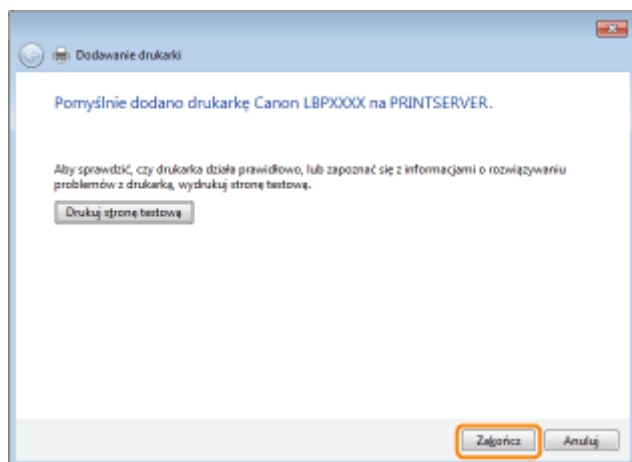 Dodawanie drukarki
Pomyślnie dodano drukarkę Canon LBPXXXX na PRINTSERVER.
Aby sprawdzić, czy drukarka działa prawidłowo, lub zapoznać się z informacjami o rozwiązywaniu
problemów z drukarką, wydrukuj stronę testową.
Drukuj stronę testową
Zakończ
Anuluj